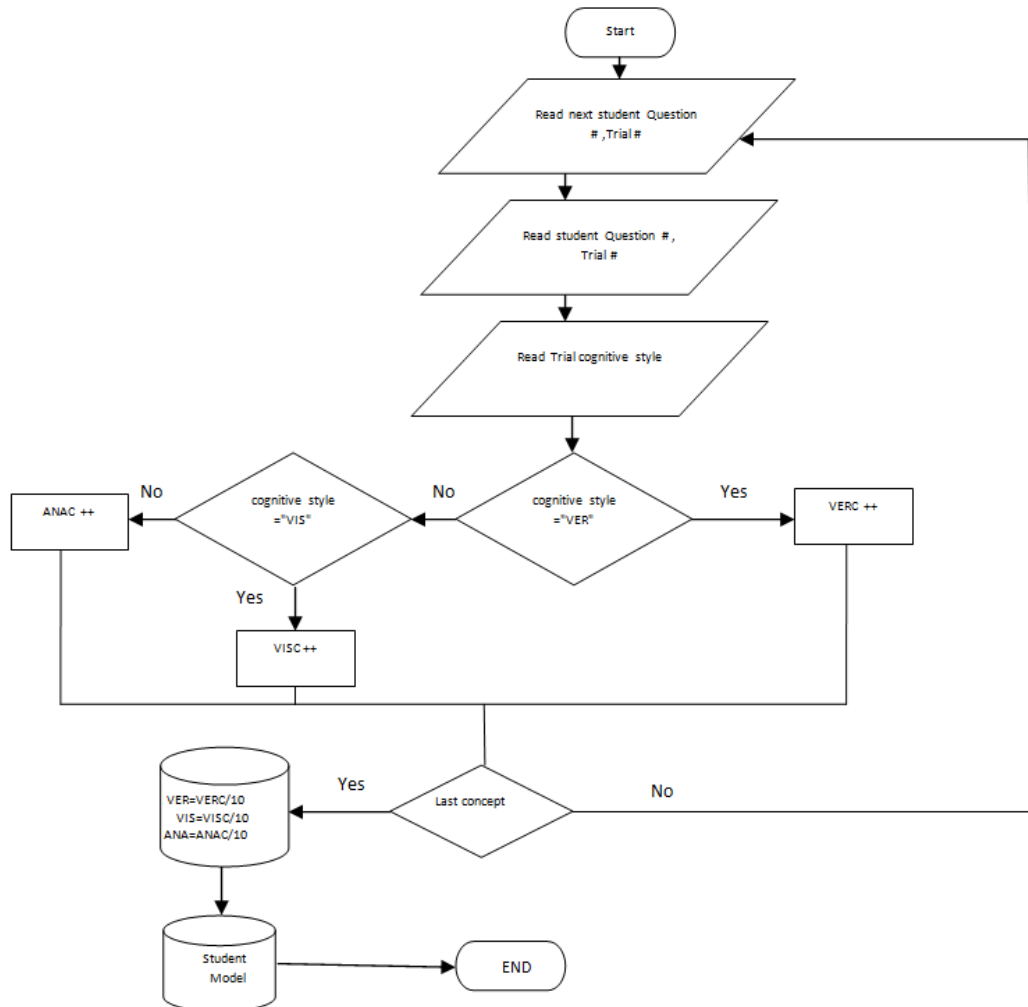 Start
Read next student Question
# ,Trial #
Read student Question # ,
Trial #
Read Trial cognitive style
cognitive style
="VER"
Yes
VERC ++
No
cognitive style
="VIS"
No
ANAC ++
Yes
VISC ++
Last concept
No
Yes
VER=VERC/10
VIS=VISC/10
ANA=ANAC/10
Student
Model
END